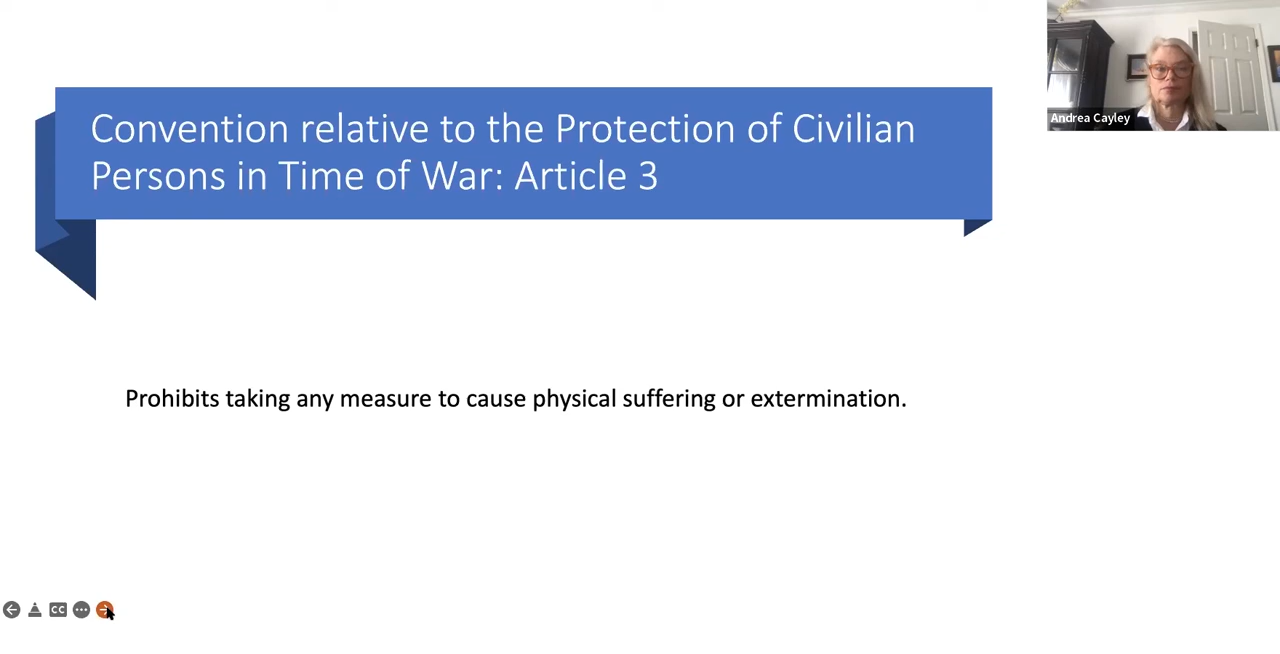 Convention relative to the Protection of Civilian
Persons in Time of War: Article 3
Andrea Cayley
Prohibits taking any measure to cause physical suffering or extermination.
CC